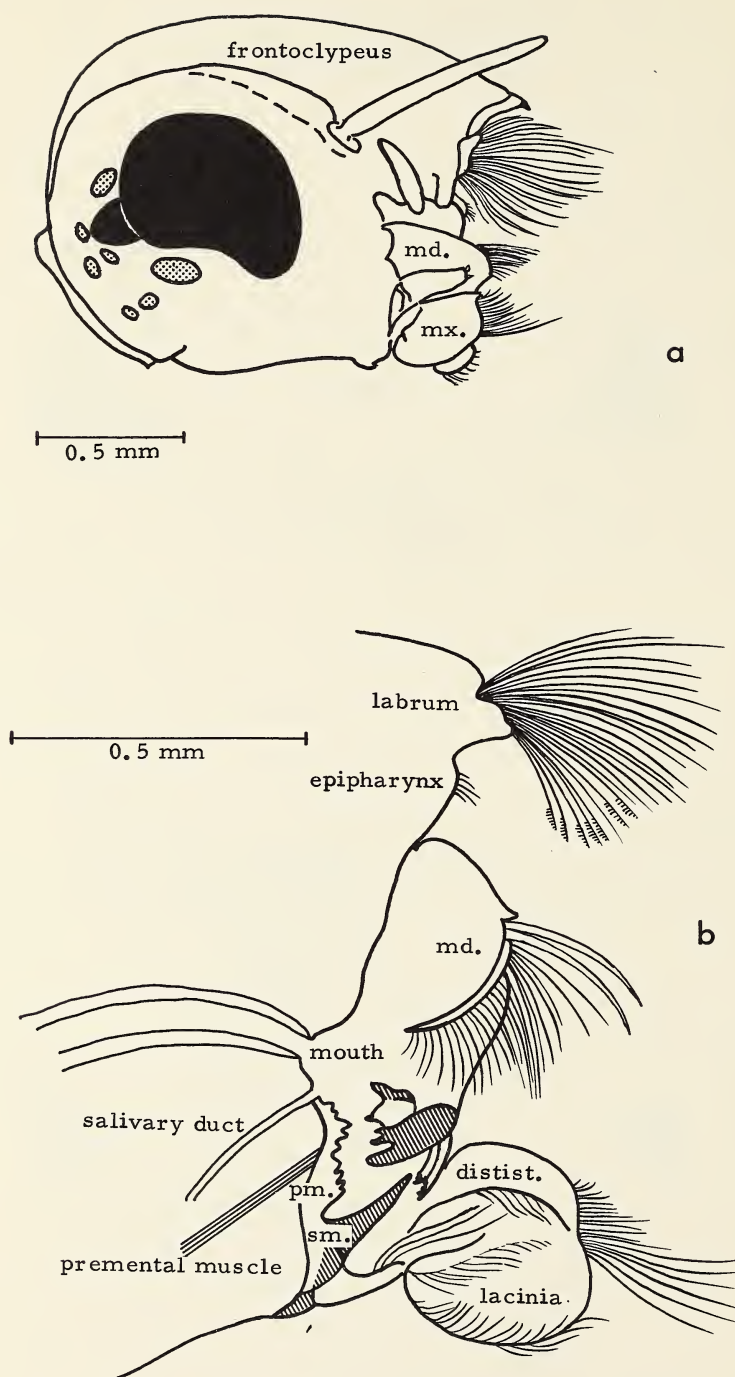 frontoclypeus
md.
mx.
a
0.5 mm
labrum
0.5 mm
epipharynx
md.
b
mouth
salivary duct
distist.
pm.
sm.
premental muscle
lacinia